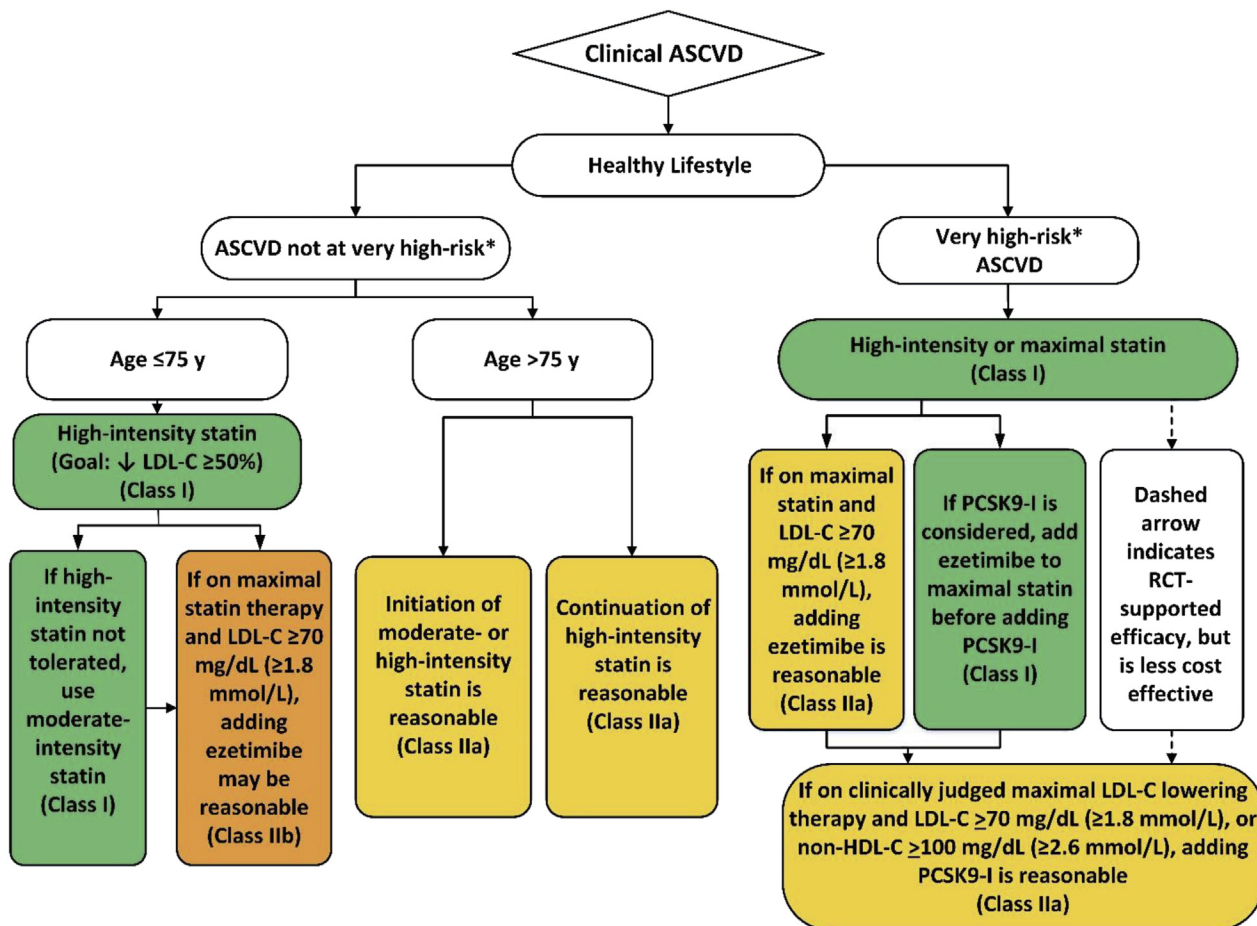 Clinical ASCVD
Healthy Lifestyle
ASCVD not at very high-risk*
Very high-risk*
ASCVD
Age ≤75 y
Age >75 y
High-intensity or maximal statin
(Class I)
High-intensity statin
(Goal: ↓ LDL-C ≥50%)
(Class I)
If high-
intensity
statin not
tolerated,
use
moderate-
intensity
statin
(Class I)
If on maximal
statin therapy
and LDL-C ≥70
mg/dL (≥1.8
mmol/L),
adding
ezetimibe
may be
reasonable
(Class IIb)
Initiation of
moderate- or
high-intensity
statin is
reasonable
(Class IIa)
Continuation of
high-intensity
statin is
reasonable
(Class IIa)
If on maximal
statin and
LDL-C ≥70
mg/dL (≥1.8
mmol/L),
adding
ezetimibe is
reasonable
(Class IIa)
If PCSK9-I is
considered, add
ezetimibe to
maximal statin
before adding
PCSK9-I
(Class I)
Dashed
arrow
indicates
RCT-
supported
efficacy, but
is less cost
effective
If on clinically judged maximal LDL-C lowering
therapy and LDL-C ≥70 mg/dL (≥1.8 mmol/L), or
non-HDL-C ≥100 mg/dL (≥2.6 mmol/L), adding
PCSK9-I is reasonable
(Class IIa)